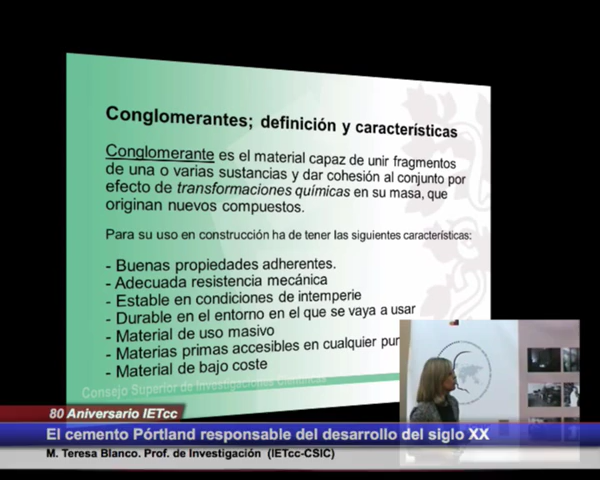 Conglomerantes; definición y características
Conglomerante es el material capaz de unir fragmentos
de una o varias sustancias y dar cohesión al conjunto por
efecto de transformaciones químicas en su masa, que
originan nuevos compuestos.
Para su uso en construcción ha de tener las siguientes características:
- Buenas propiedades adherentes.
- Adecuada resistencia mecánica
- Estable en condiciones de intemperie
- Durable en el entorno en el que se vaya a usar
- Material de uso masivo
- Materias primas accesibles en cualquier
- Material de bajo coste
Consejo Superior de Investigaciones Científicas
80 Aniversario IETcc
El cemento Pórtland responsable del desarrollo del siglo XX
M. Teresa Blanco. Prof. de Investigación (IETcc-CSIC)